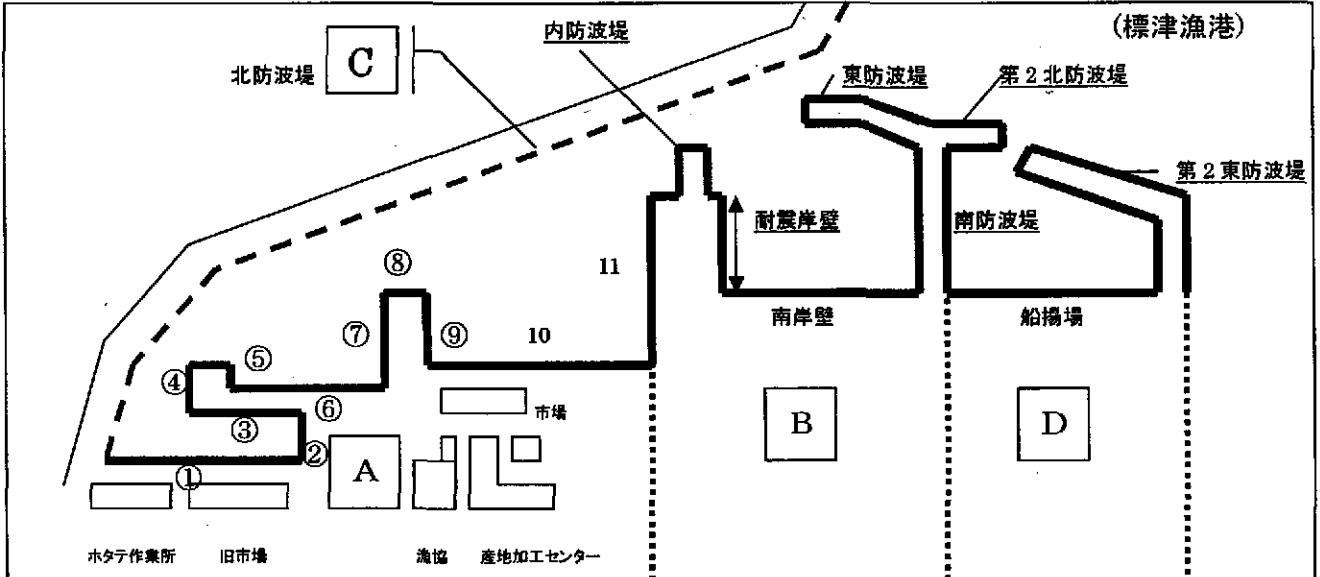 (標津漁港)
内防波堤
北防波堤
C
東防波堤
第2北防波堤
第2東防波堤
耐震岸壁
南防波堤
11
⑧
南岸壁
船揚場
⑦
⑨
10
⑤
④
⑥
市場
③
B
D
②
A
①
ホタテ作業所
旧市場
漁協
産地加工センター